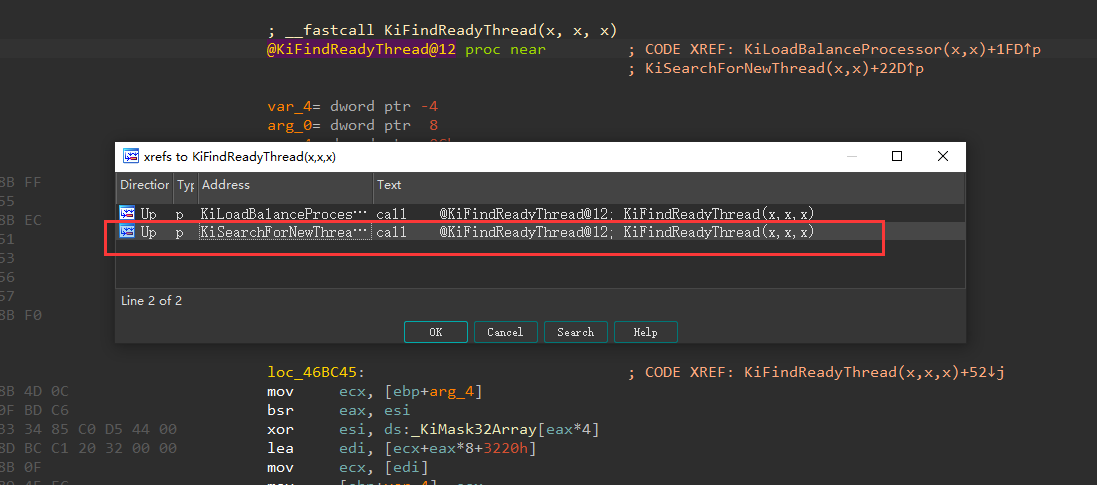 ; __fastcall KiFindReadyThread(x, x, x)
@KiFindReadyThread@12 proc near ; CODE XREF: KiLoadBalanceProcessor(x,x)+1FD↑p
; KiSearchForNewThread(x,x)+22D↑p
var_4= dword ptr -4
arg_0= dword ptr 8
xrefs to KiFindReadyThread(x,x,x)
Direction Typ Address Text
Up p KiLoadBalanceProces… call @KiFindReadyThread@12; KiFindReadyThread(x,x,x)
Up p KiSearchForNewThrea… call @KiFindReadyThread@12; KiFindReadyThread(x,x,x)
Line 2 of 2
OK Cancel Search Help
8B FF
55
8B EC
51
53
56
57
8B F0
loc_46BC45: ; CODE XREF: KiFindReadyThread(x,x,x)+52↓j
8B 4D 0C mov ecx, [ebp+arg_4]
0F BD C6 bsr eax, esi
33 34 85 C0 D5 44 00 xor esi, ds:_KiMask32Array[eax*4]
8D BC C1 20 32 00 00 lea edi, [ecx+eax*8+3220h]
8B 0F mov ecx, [edi]